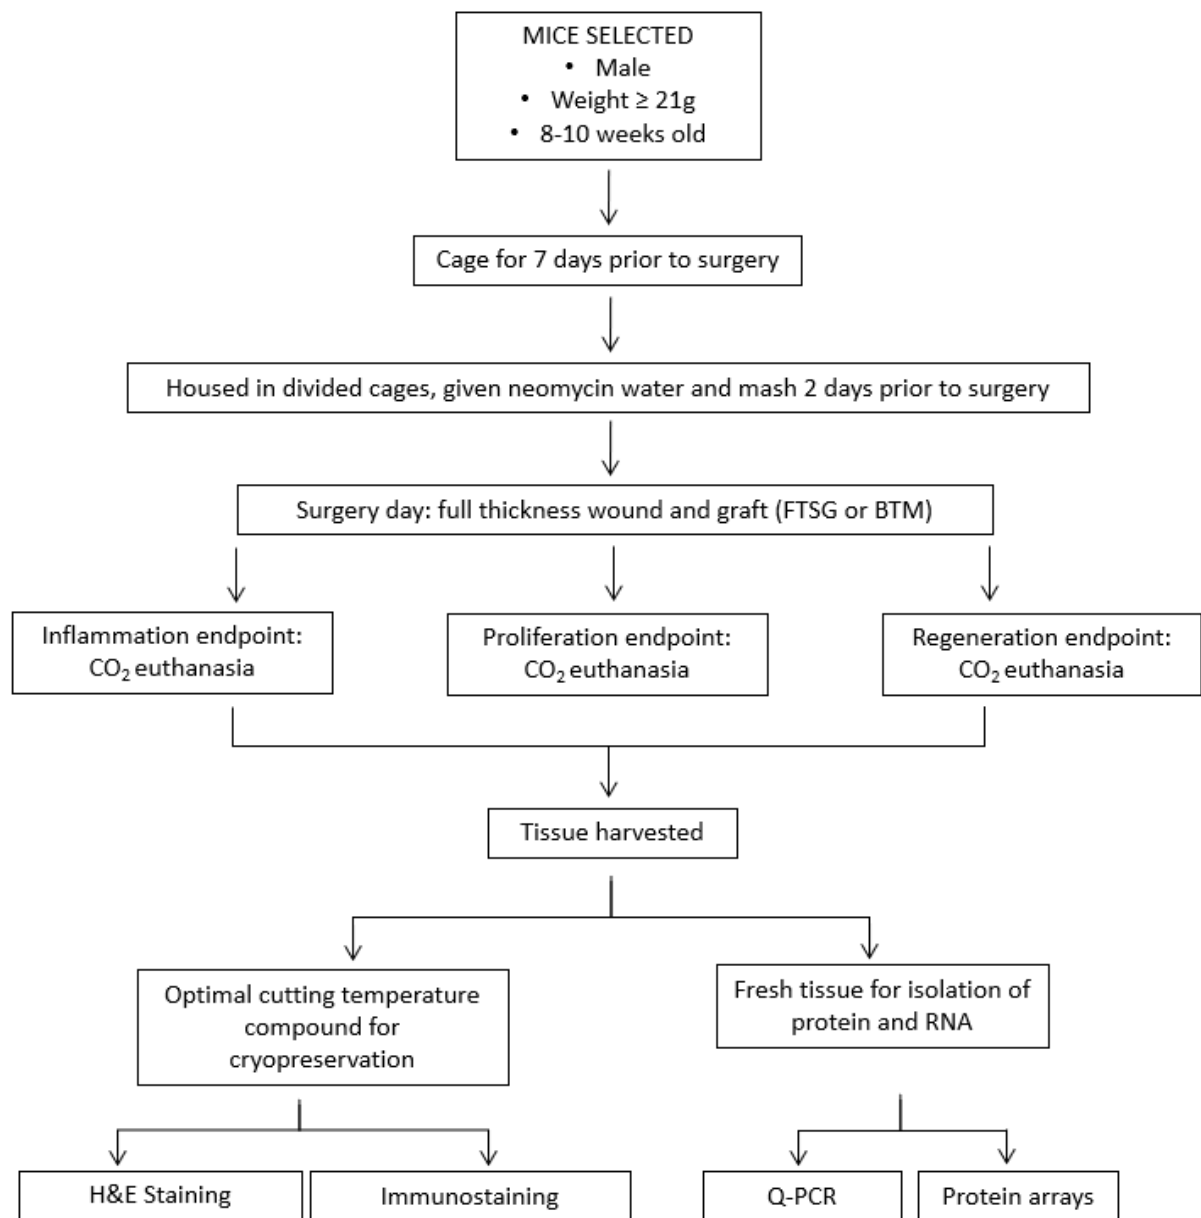 MICE SELECTED
• Male
• Weight ≥ 21g
• 8-10 weeks old
Cage for 7 days prior to surgery
Housed in divided cages, given neomycin water and mash 2 days prior to surgery
Surgery day: full thickness wound and graft (FTSG or BTM)
Inflammation endpoint:
CO₂ euthanasia
Proliferation endpoint:
CO₂ euthanasia
Regeneration endpoint:
CO₂ euthanasia
Tissue harvested
Optimal cutting temperature
compound for
cryopreservation
Fresh tissue for isolation of
protein and RNA
H&E Staining
Immunostaining
Q-PCR
Protein arrays